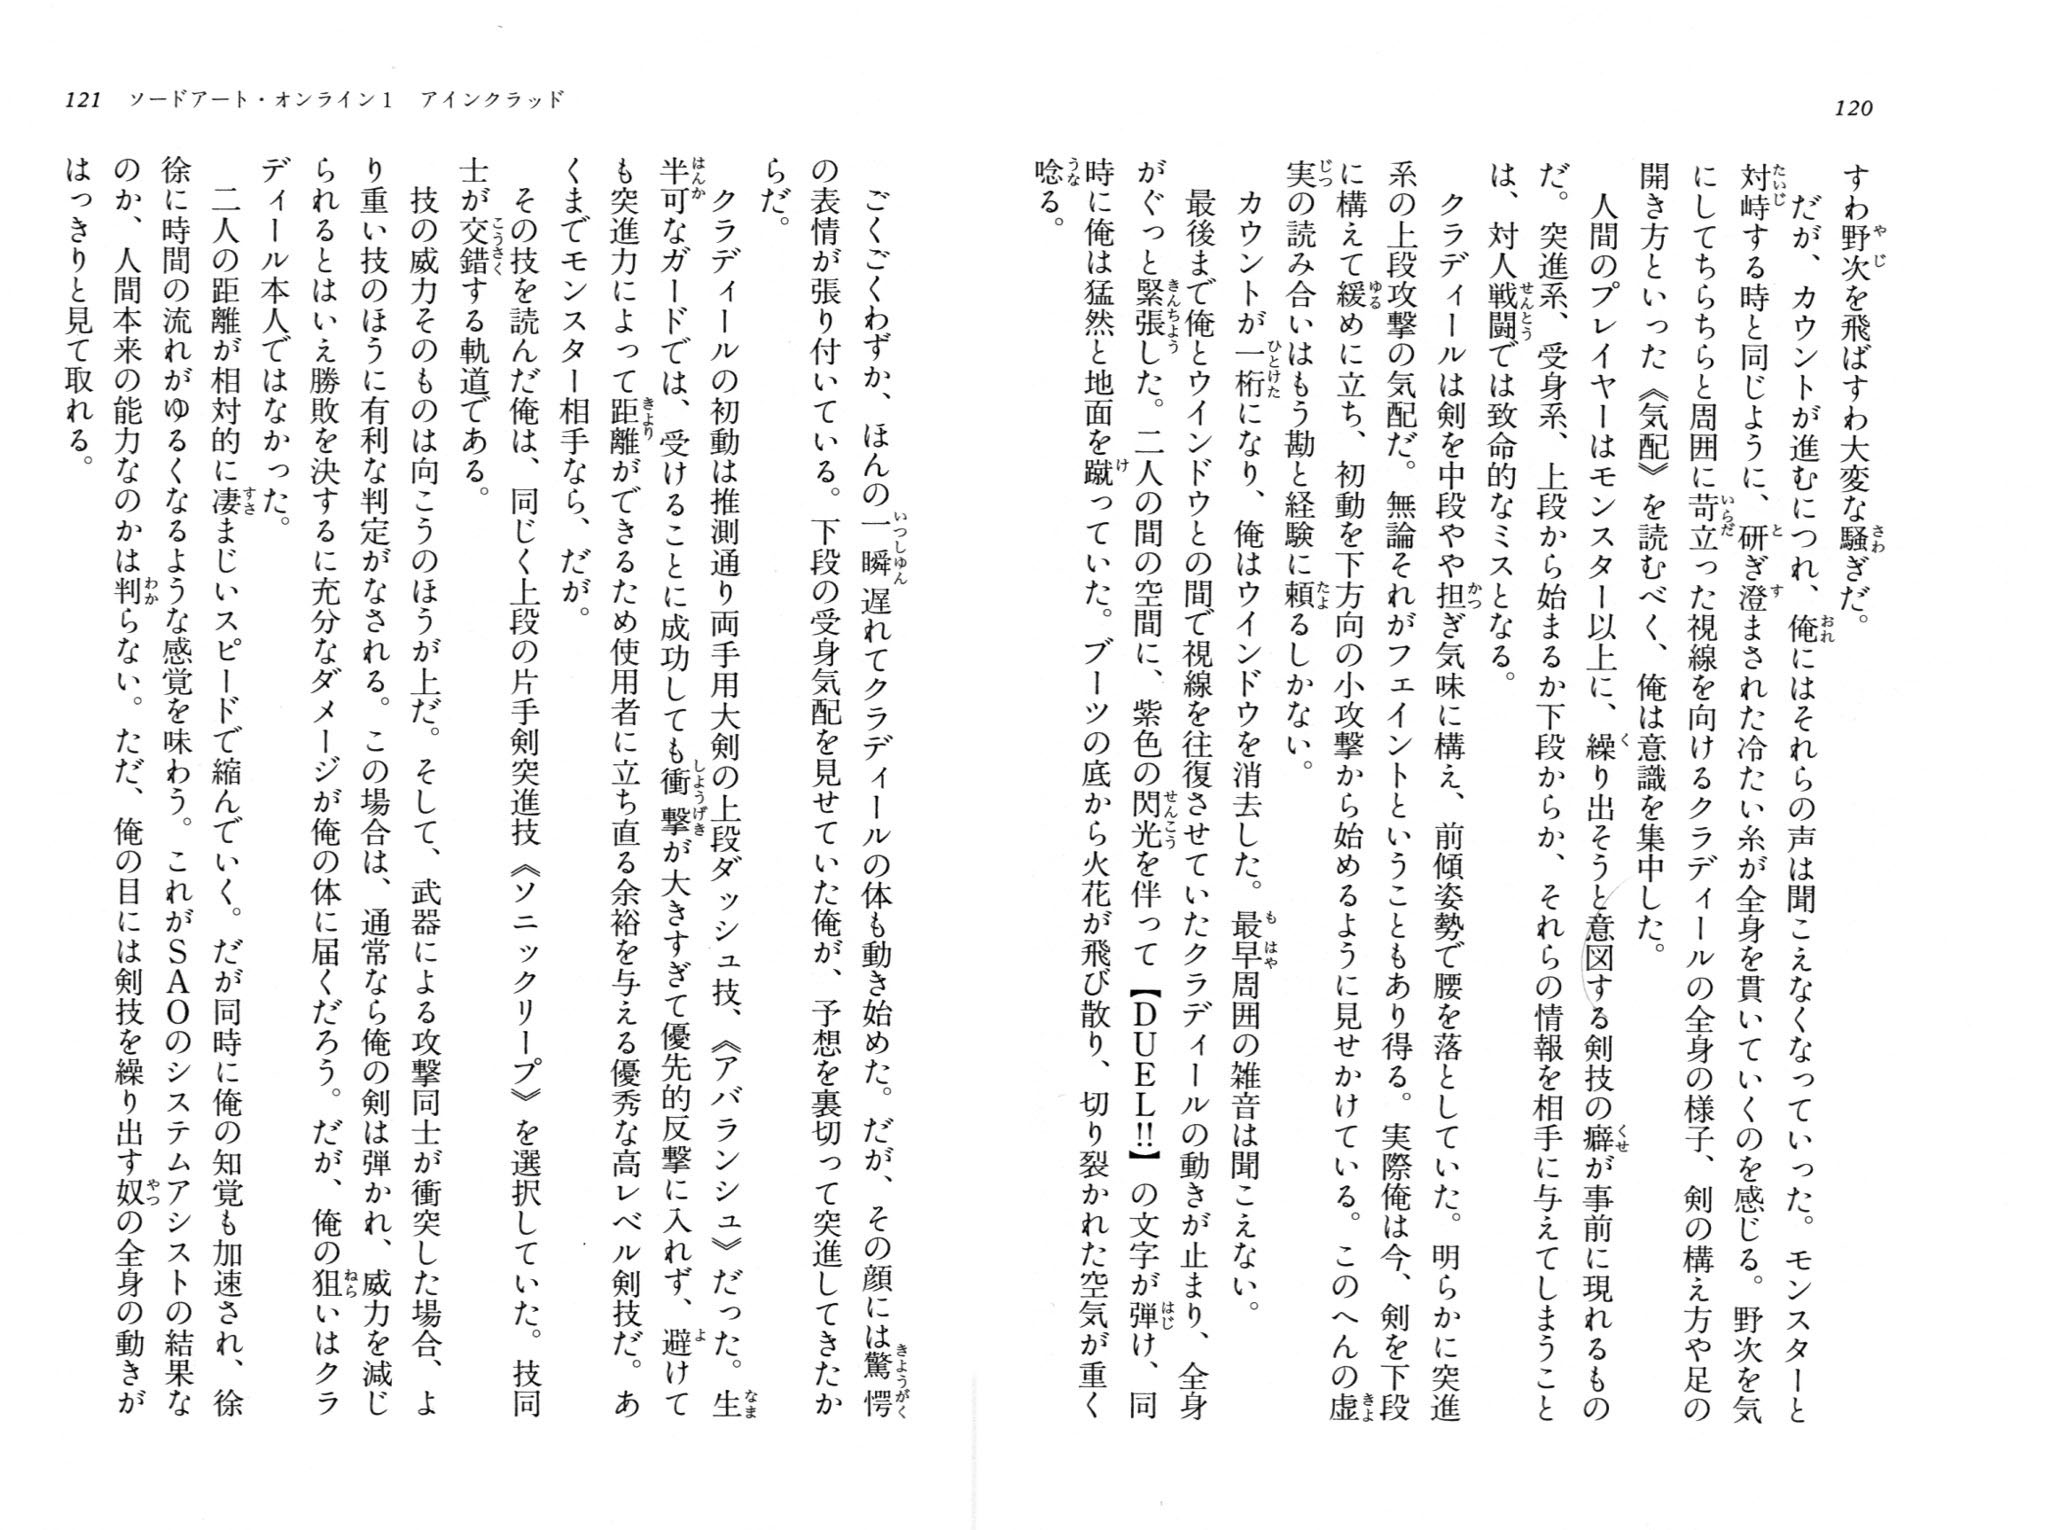 120
すわ野次を飛ばすわ大変な騒ぎだ。
だが、カウントが進むにつれ、俺にはそれらの声は聞こえなくなっていった。モンスターと
対峙する時と同じように、研ぎ澄まされた冷たい糸が全身を貫いていくのを感じる。野次を気
にしてちらちらと周囲に苛立った視線を向けるクラディールの全身の様子、剣の構え方や足の
開き方といった《気配》を読むべく、俺は意識を集中した。
人間のプレイヤーはモンスター以上に、繰り出そうと意図する剣技の癖が事前に現れるもの
だ。突進系、受身系、上段から始まるか下段からか、それらの情報を相手に与えてしまうこと
は、対人戦闘では致命的なミスとなる。
クラディールは剣を中段やや担ぎ気味に構え、前傾姿勢で腰を落としていた。明らかに突進
系の上段攻撃の気配だ。無論それがフェイントということもあり得る。実際俺は今、剣を下段
に構えて緩めに立ち、初動を下方向の小攻撃から始めるように見せかけている。このへんの虚
実の読み合いはもう勘と経験に頼るしかない。
カウントが一桁になり、俺はウインドウを消去した。最早周囲の雑音は聞こえない。
最後まで俺とウインドウとの間で視線を往復させていたクラディールの動きが止まり、全身
がぐっと緊張した。二人の間の空間に、紫色の閃光を伴って【DUEL!!】の文字が弾け、同
時に俺は猛然と地面を蹴っていた。ブーツの底から火花が飛び散り、切り裂かれた空気が重く
唸る。
121 ソードアート・オンライン1 アインクラッド
ごくごくわずか、ほんの一瞬遅れてクラディールの体も動き始めた。だが、その顔には驚愕
の表情が張り付いている。下段の受身気配を見せていた俺が、予想を裏切って突進してきたか
らだ。
クラディールの初動は推測通り両手用大剣の上段ダッシュ技、《アバランシュ》だった。生
半可なガードでは、受けることに成功しても衝撃が大きすぎて優先的反撃に入れず、避けて
も突進力によって距離ができるため使用者に立ち直る余裕を与える優秀な高レベル剣技だ。あ
くまでモンスター相手なら、だが。
その技を読んだ俺は、同じく上段の片手剣突進技《ソニックリープ》を選択していた。技同
士が交錯する軌道である。
技の威力そのものは向こうのほうが上だ。そして、武器による攻撃同士が衝突した場合、よ
り重い技のほうに有利な判定がなされる。この場合は、通常なら俺の剣は弾かれ、威力を減じ
られるとはいえ勝敗を決するに充分なダメージが俺の体に届くだろう。だが、俺の狙いはクラ
ディール本人ではなかった。
二人の距離が相対的に凄まじいスピードで縮んでいく。だが同時に俺の知覚も加速され、徐
徐に時間の流れがゆるくなるような感覚を味わう。これがSAOのシステムアシストの結果な
のか、人間本来の能力なのかは判らない。ただ、俺の目には剣技を繰り出す奴の全身の動きが
はっきりと見て取れる。